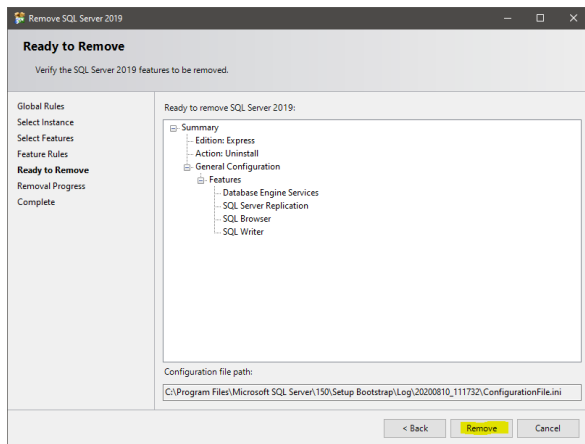 Remove SQL Server 2019
Ready to Remove
Verify the SQL Server 2019 features to be removed.
Global Rules
Select Instance
Select Features
Feature Rules
Ready to Remove
Removal Progress
Complete
Ready to remove SQL Server 2019:
Summary
Edition: Express
Action: Uninstall
General Configuration
Features
Database Engine Services
SQL Server Replication
SQL Browser
SQL Writer
Configuration file path:
C:\Program Files\Microsoft SQL Server\150\Setup Bootstrap\Log\20200810_111732\ConfigurationFile.ini
< Back Remove Cancel